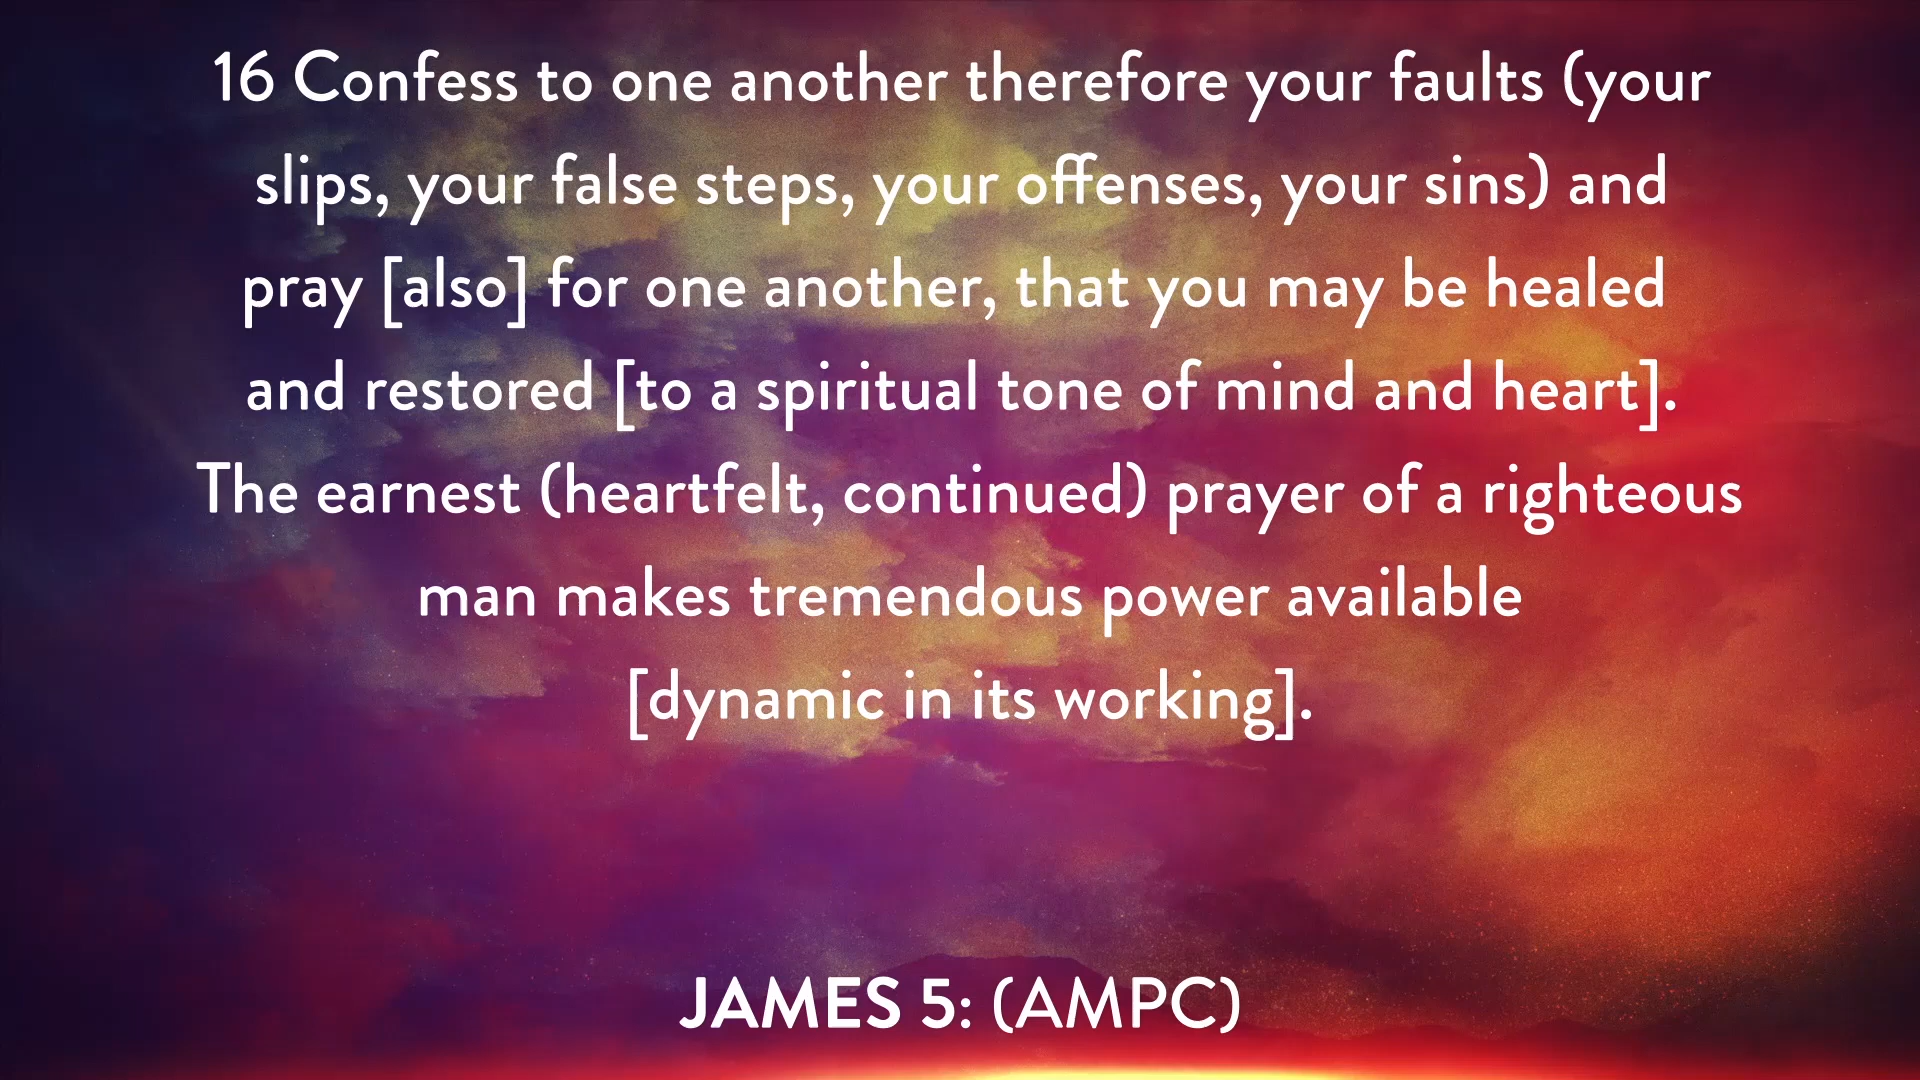 16 Confess to one another therefore your faults (your
slips, your false steps, your offenses, your sins) and
pray [also] for one another, that you may be healed
and restored [to a spiritual tone of mind and heart].
The earnest (heartfelt, continued) prayer of a righteous
man makes tremendous power available
[dynamic in its working].
JAMES 5: (AMPC)